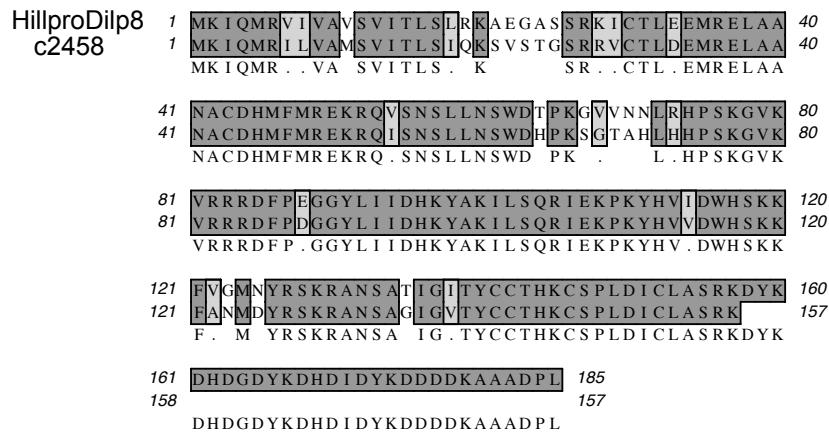 HillproDilp8 1 MKIQMRVIVAVSVITLSLRKAEGASSRKICTLEEMRELAA 40
c2458 1 MKIQMRILVAMSVITLSIQKSVSTGSRRVCTLDEMRELAA 40
MKIQMR..VA SVITLS. K     SR..CTL.EMRELAA
41 NACDHMFMREKRQVSNSLLNSWDTPKGVVNNLRHPSKGVK 80
41 NACDHMFMREKRQISNSLLNSWDHPKSGTAHLHHPSKGVK 80
NACDHMFMREKRQ.SNSLLNSWD PK .   L.HPSKGVK
81 VRRRDFPEGGYLIIDHKYAKILSQRIEKPKYHVIDWHSKK 120
81 VRRRDFPDGGYLIIDHKYAKILSQRIEKPKYHVVDWHSKK 120
VRRRDFP.GGYLIIDHKYAKILSQRIEKPKYHV.DWHSKK
121 FVGMNYRSKRANSATIGITYCCTHKCSPLDICLASRKDYK 160
121 FANMDYRSKRANSAGIGVTYCCTHKCSPLDICLASRK 157
F. M YRSKRANSA IG.TYCCTHKCSPLDICLASRKDYK
161 DHDGDYKDHDIDYKDDDDKAAADPL 185
158 157
DHDGDYKDHDIDYKDDDDKAAADPL